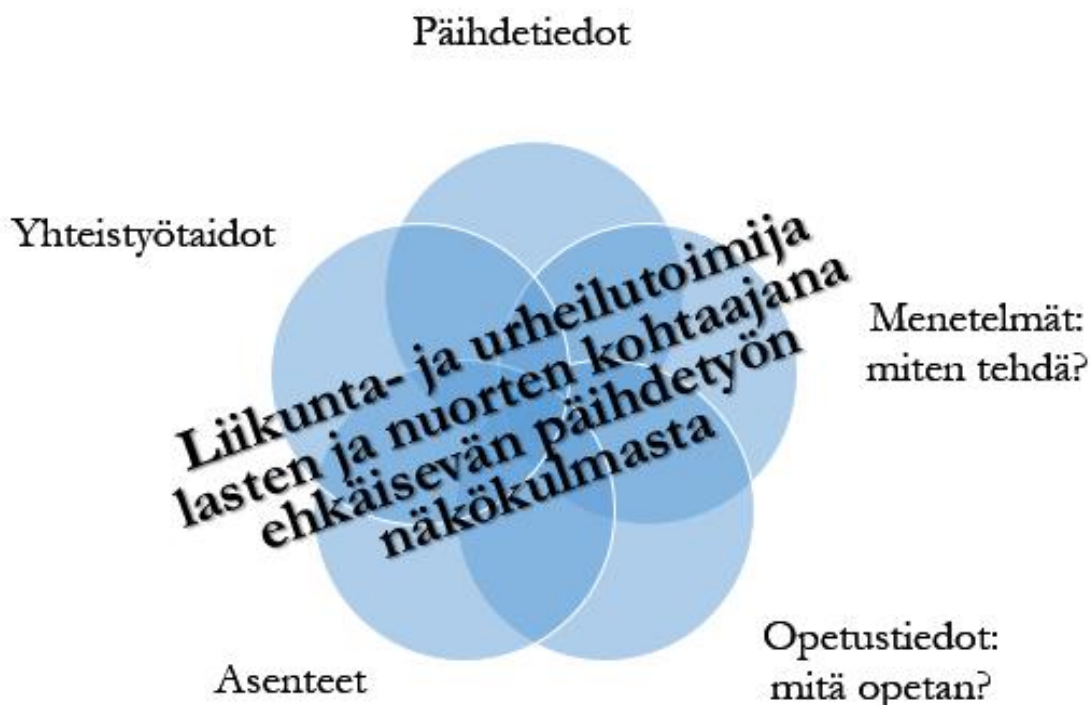 Päihdetiedot
Yhteistyötaidot
Liikunta- ja urheilutoimija
lasten ja nuorten kohtaajana
ehkäisevän päihdetyön
näkökulmasta
Menetelmät:
miten tehdä?
Opetustiedot:
mitä opetan?
Asenteet